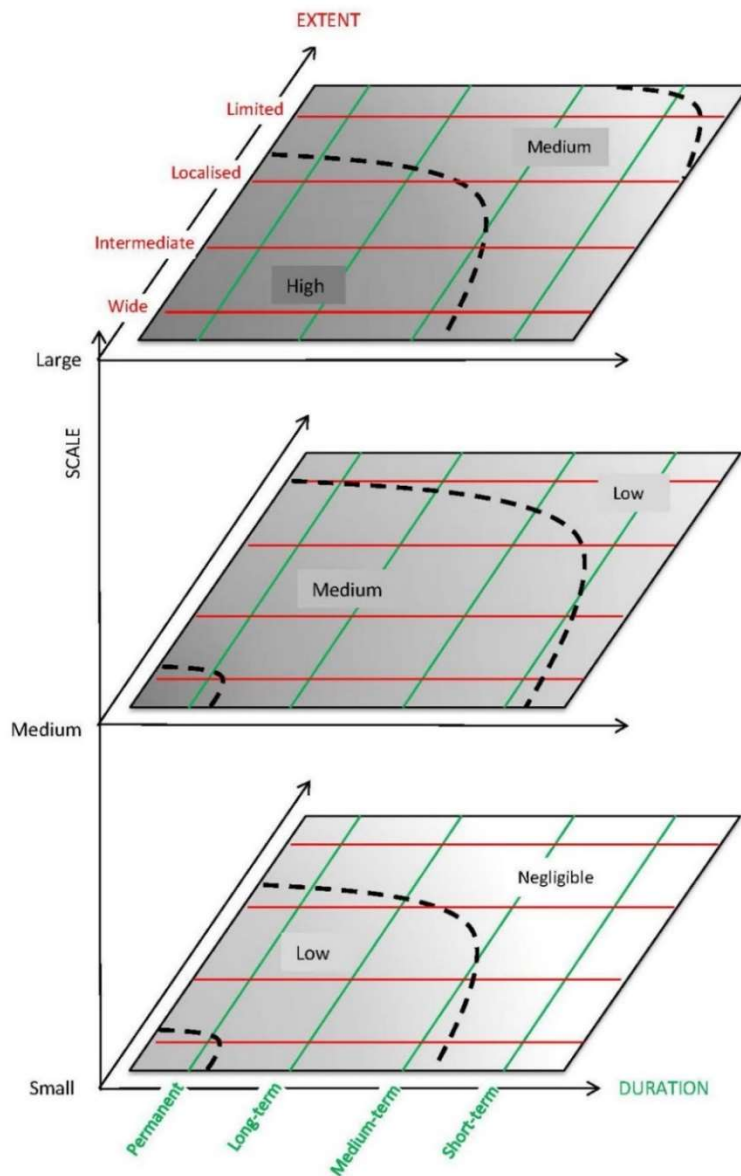 EXTENT
Limited
Medium
Localised
Intermediate
High
Wide
Large
SCALE
Low
Medium
Medium
Negligible
Low
Small
Permanent
Long-term
Medium-term
Short-term
DURATION